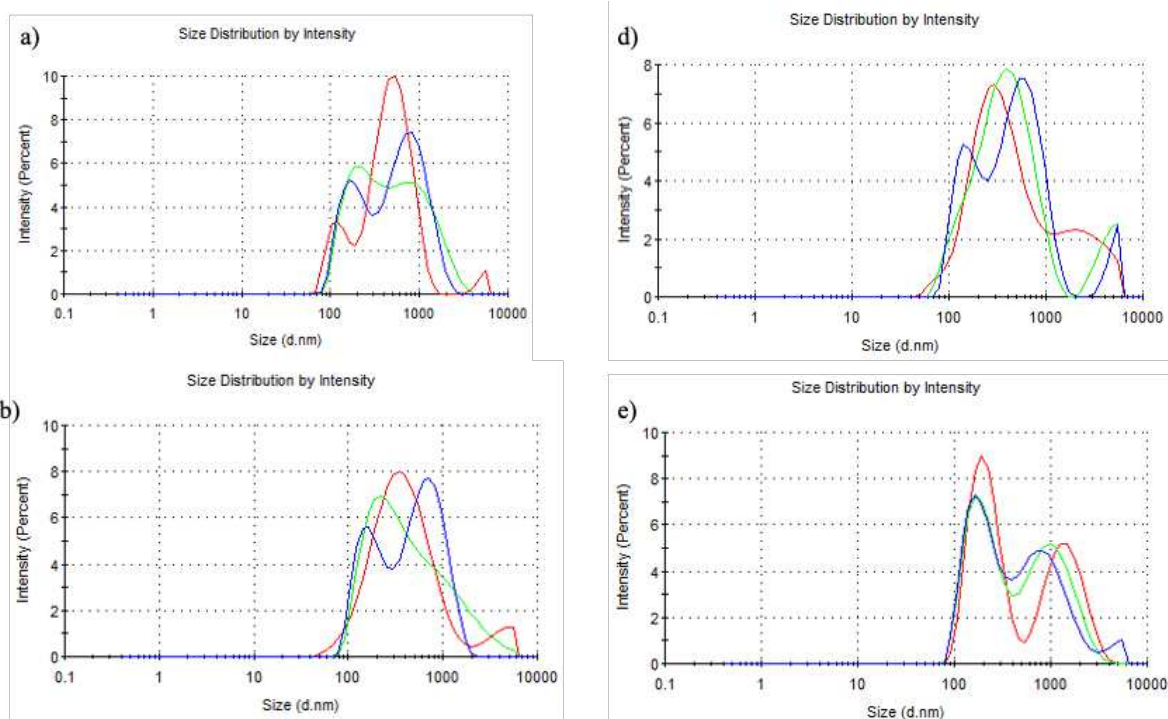 a)
Size Distribution by Intensity
Intensity (Percent)
10
8
6
4
2
0
0.1 1 10 100 1000 10000
Size (d.nm)
d)
Size Distribution by Intensity
Intensity (Percent)
8
6
4
2
0
0.1 1 10 100 1000 10000
Size (d.nm)
b)
Size Distribution by Intensity
Intensity (Percent)
10
8
6
4
2
0
0.1 1 10 100 1000 10000
Size (d.nm)
e)
Size Distribution by Intensity
Intensity (Percent)
10
8
6
4
2
0
0.1 1 10 100 1000 10000
Size (d.nm)